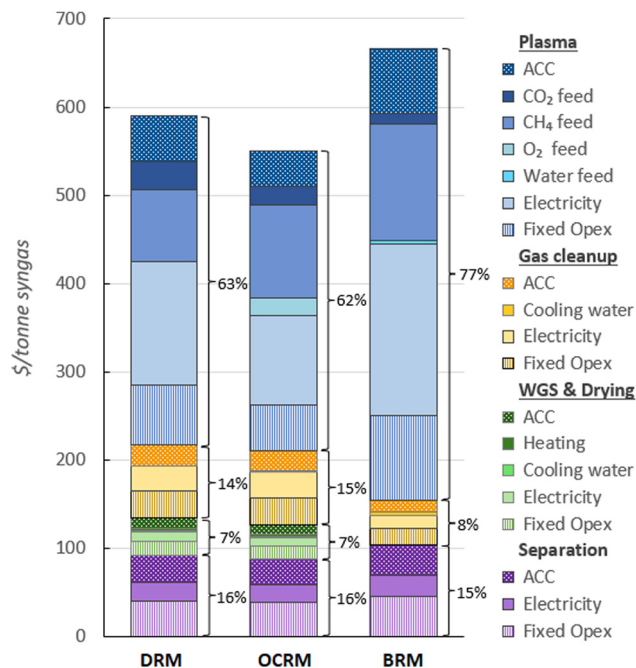 $/tonne syngas
700
600
500
400
300
200
100
0
63%
14%
7%
16%
62%
15%
7%
16%
77%
8%
15%
DRM
OCRM
BRM
Plasma
ACC
CO₂ feed
CH₄ feed
O₂ feed
Water feed
Electricity
Fixed Opex
Gas cleanup
ACC
Cooling water
Electricity
Fixed Opex
WGS & Drying
ACC
Heating
Cooling water
Electricity
Fixed Opex
Separation
ACC
Electricity
Fixed Opex